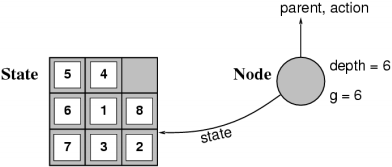 parent, action
State
5 4
6 1 8
7 3 2
Node
depth = 6
g = 6
state